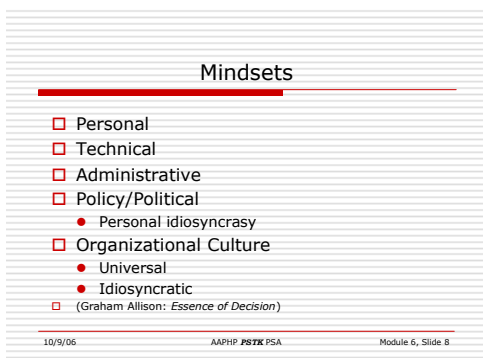 Mindsets
Personal
Technical
Administrative
Policy/Political
Personal idiosyncrasy
Organizational Culture
Universal
Idiosyncratic
(Graham Allison: Essence of Decision)
10/9/06 AAPHP PSTK PSA Module 6, Slide 8